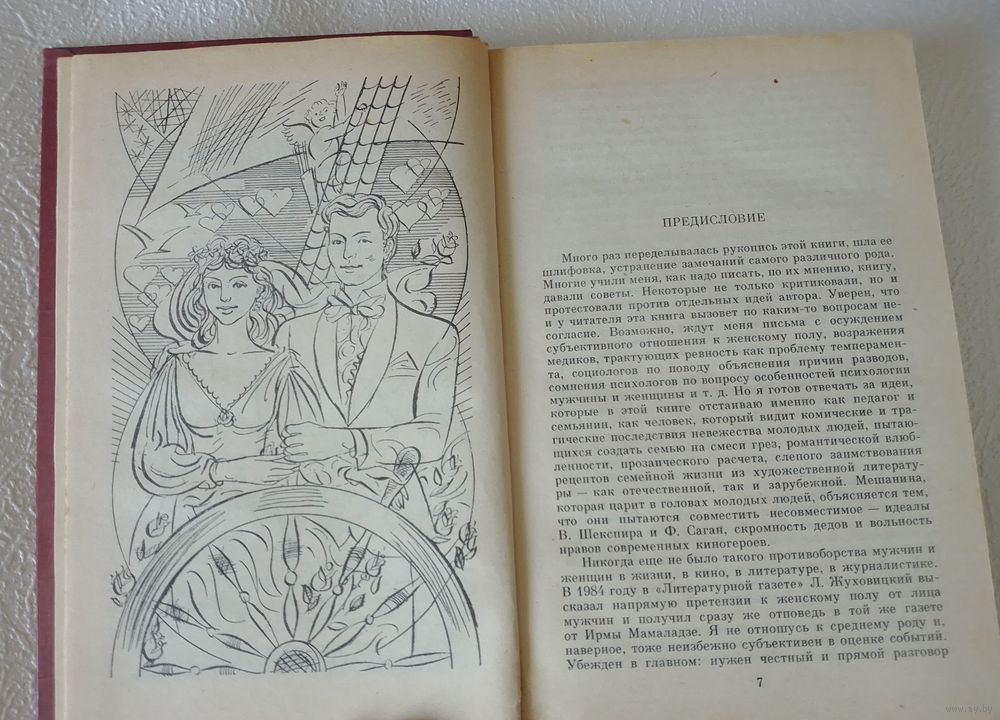 ПРЕДИСЛОВИЕ
Много раз переделывалась рукопись этой книги, шла ее
шлифовка, устранение замечаний самого различного рода.
Многие учили меня, как надо писать, по их мнению, книгу,
давали советы. Некоторые не только критиковали, но и
протестовали против отдельных идей автора. Уверен, что
и у читателя эта книга вызовет по каким-то вопросам не-
согласие. Возможно, ждут меня письма с осуждением
субъективного отношения к женскому полу, возражения
медиков, трактующих ревность как проблему темперамен-
та, социологов по поводу объяснения причин разводов,
сомнения психологов по вопросу особенностей психологии
мужчины и женщины и т. д. Но я готов отвечать за идеи,
которые в этой книге отстаиваю именно как педагог и
семьянин, как человек, который видит комические и тра-
гические последствия невежества молодых людей, пытаю-
щихся создать семью на смеси грез, романтической влюб-
ленности, прозаического расчета, слепого заимствования
рецептов семейной жизни из художественной литерату-
ры — как отечественной, так и зарубежной. Мешанина,
которая царит в головах молодых людей, объясняется тем,
что они пытаются совместить несовместимое — идеалы
В. Шекспира и Ф. Саган, скромность дедов и вольность
нравов современных киногероев.
Никогда еще не было такого противоборства мужчин и
женщин в жизни, в кино, в литературе, в журналистике.
В 1984 году в «Литературной газете» Л. Жуховицкий вы-
сказал напрямую претензии к женскому полу от лица
мужчин и получил сразу же отповедь в той же газете
от Ирмы Мамаладзе. Я не отношусь к среднему роду и,
наверное, тоже неизбежно субъективен в оценке событий.
Убежден в главном: нужен честный и прямой разговор
7
www.ay.by